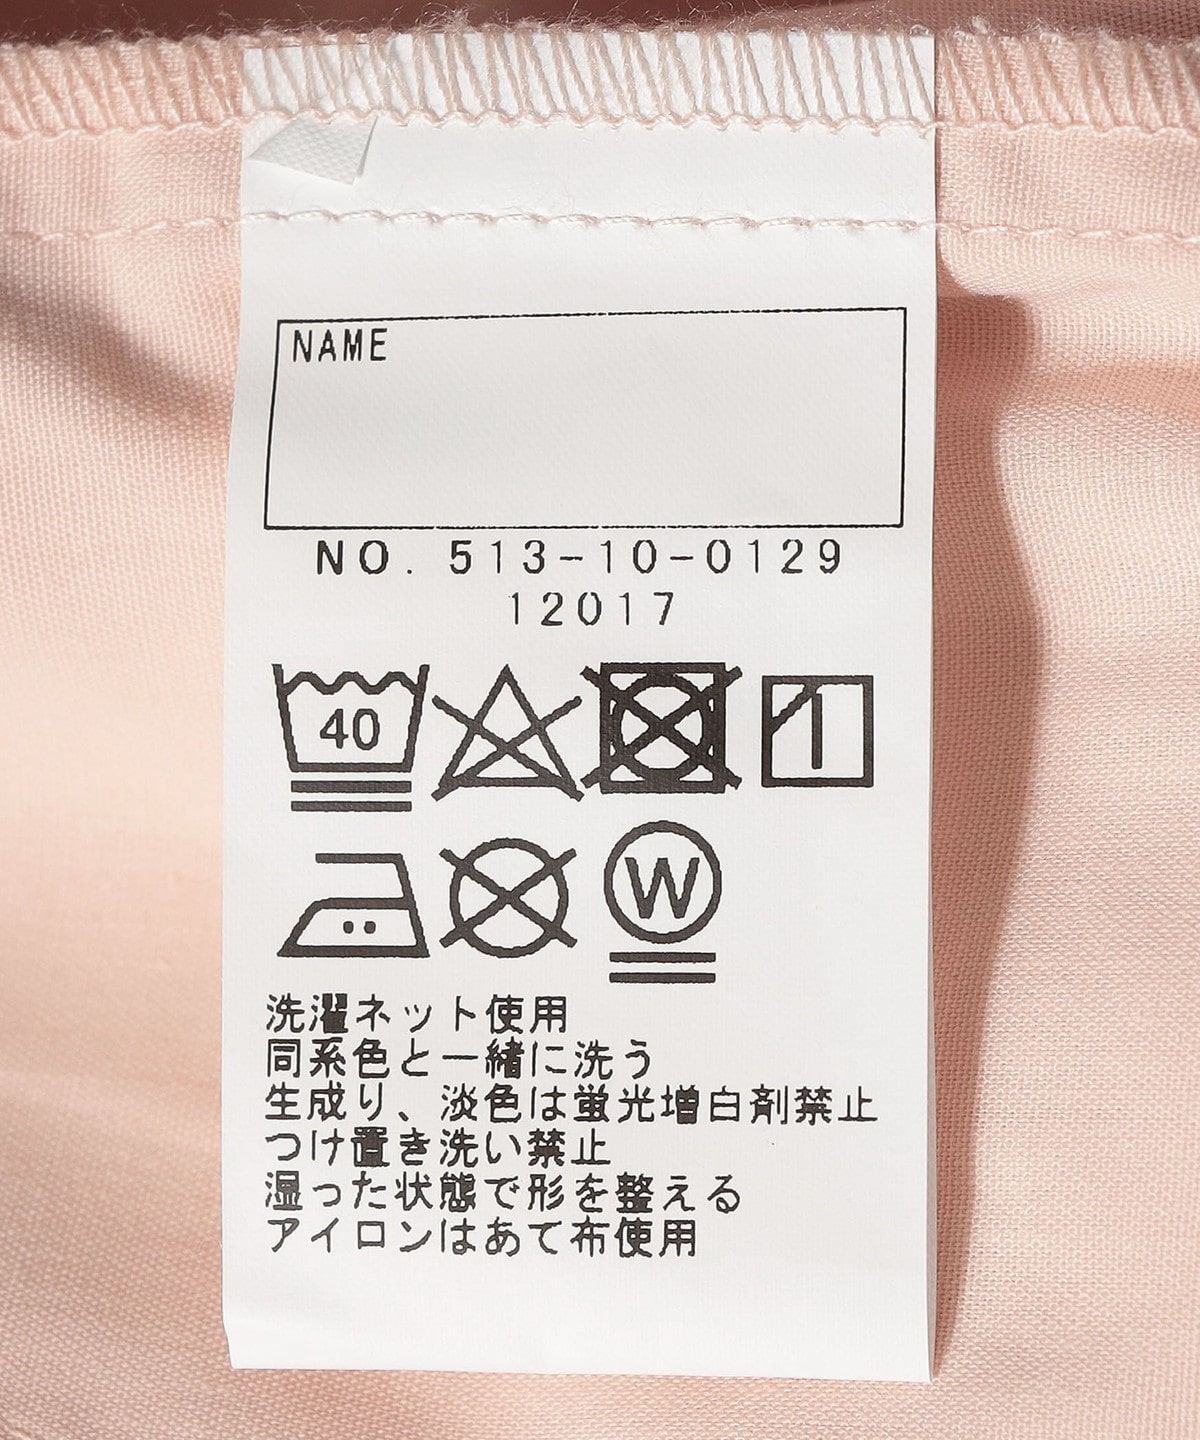 NAME
NO. 513-10-0129
12017
40
W
洗濯ネット使用
同系色と一緒に洗う
生成り、淡色は蛍光増白剤禁止
つけ置き洗い禁止
湿った状態で形を整える
アイロンはあて布使用